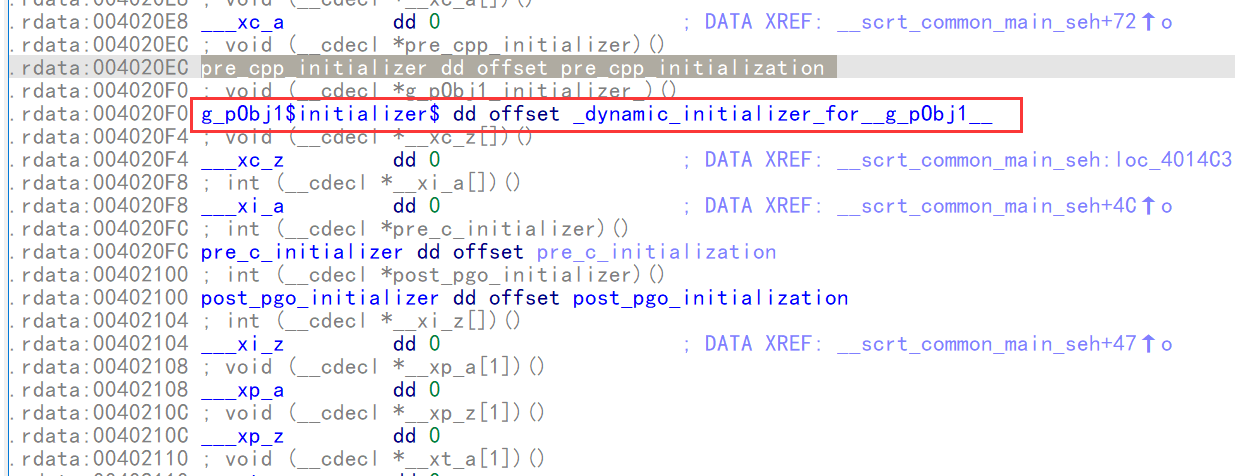 .rdata:004020E8 ; void (__cdecl *__xc_a[])()
.rdata:004020E8 ___xc_a dd 0 ; DATA XREF: __scrt_common_main_seh+72↑o
.rdata:004020EC ; void (__cdecl *pre_cpp_initializer)()
.rdata:004020EC pre_cpp_initializer dd offset pre_cpp_initialization
.rdata:004020F0 ; void (__cdecl *g_pObj1_initializer_)()
.rdata:004020F0 g_pObj1$initializer$ dd offset _dynamic_initializer_for__g_pObj1__
.rdata:004020F4 ; void (__cdecl *__xc_z[])()
.rdata:004020F4 ___xc_z dd 0 ; DATA XREF: __scrt_common_main_seh:loc_4014C3
.rdata:004020F8 ; int (__cdecl *__xi_a[])()
.rdata:004020F8 ___xi_a dd 0 ; DATA XREF: __scrt_common_main_seh+4C↑o
.rdata:004020FC ; int (__cdecl *pre_c_initializer)()
.rdata:004020FC pre_c_initializer dd offset pre_c_initialization
.rdata:00402100 ; int (__cdecl *post_pgo_initializer)()
.rdata:00402100 post_pgo_initializer dd offset post_pgo_initialization
.rdata:00402104 ; int (__cdecl *__xi_z[])()
.rdata:00402104 ___xi_z dd 0 ; DATA XREF: __scrt_common_main_seh+47↑o
.rdata:00402108 ; void (__cdecl *__xp_a[1])()
.rdata:00402108 ___xp_a dd 0
.rdata:0040210C ; void (__cdecl *__xp_z[1])()
.rdata:0040210C ___xp_z dd 0
.rdata:00402110 ; void (__cdecl *__xt_a[1])()